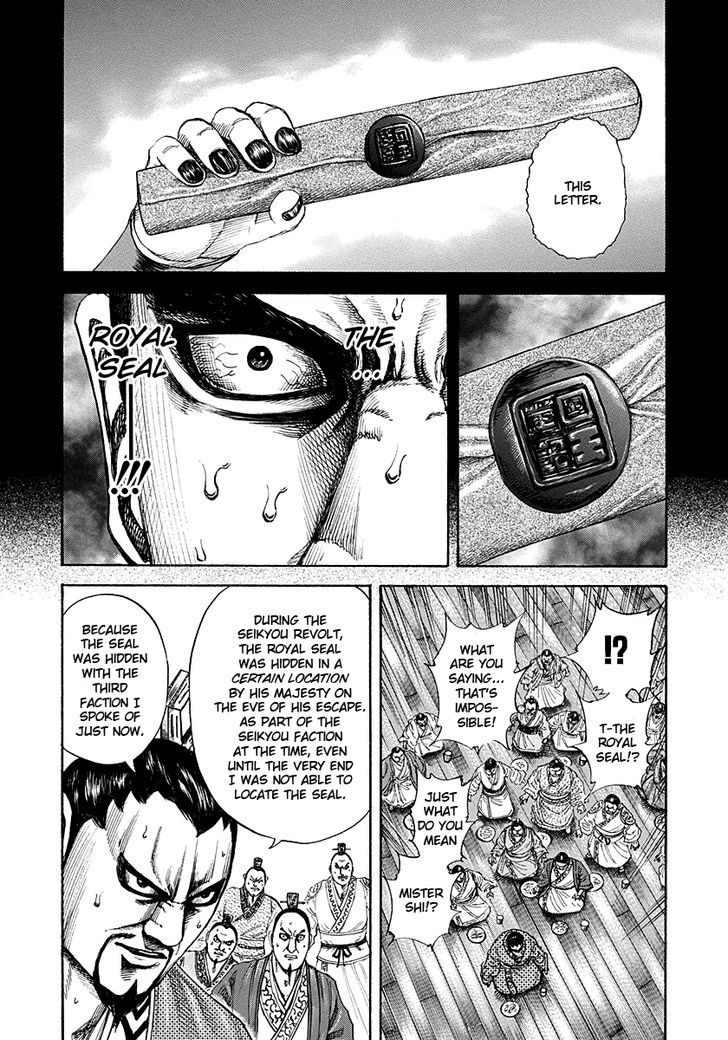 THIS
LETTER.
THE
...
ROYAL
SEAL
!!!
!?
T-THE
ROYAL
SEAL!?
WHAT
ARE YOU
SAYING...
THAT'S
IMPOS-
SIBLE!
JUST
WHAT
DO YOU
MEAN
MISTER
SHI!?
DURING THE
SEIKYOU REVOLT,
THE ROYAL SEAL
WAS HIDDEN IN A
CERTAIN LOCATION
BY HIS MAJESTY ON
THE EVE OF HIS ESCAPE.
AS PART OF THE
SEIKYOU FACTION
AT THE TIME, EVEN
UNTIL THE VERY END
I WAS NOT ABLE TO
LOCATE THE SEAL.
BECAUSE
THE SEAL
WAS HIDDEN
WITH THE
THIRD
FACTION I
SPOKE OF
JUST NOW.